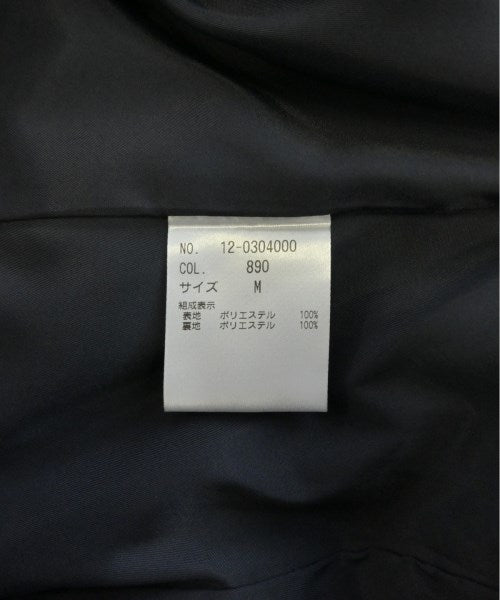 NO. 12-0304000
COL. 890
サイズ M
組成表示
表地 ポリエステル 100%
裏地 ポリエステル 100%